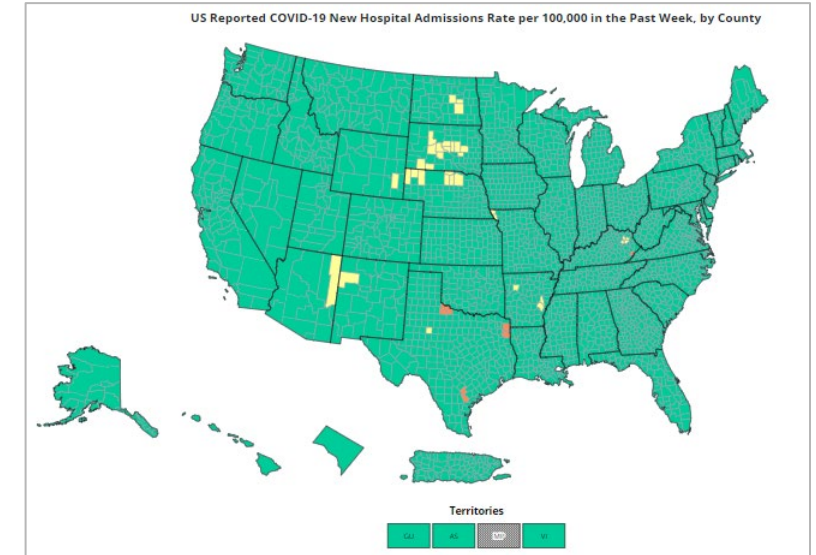 US Reported COVID-19 New Hospital Admissions Rate per 100,000 in the Past Week, by County
Territories
GU
AS
MP
VI